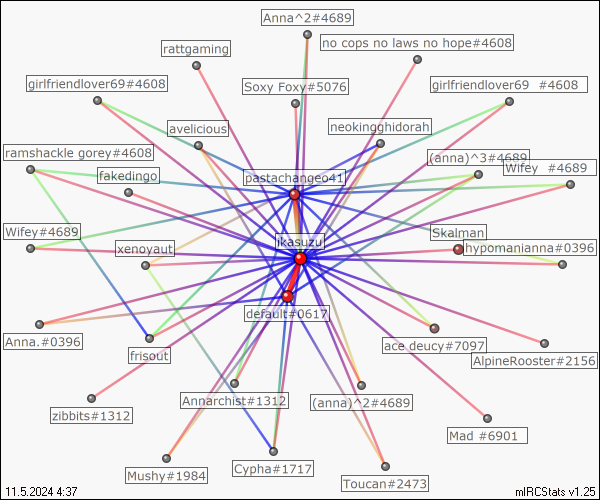 Anna^2#4689
rattgaming
no cops no laws no hope#4608
girlfriendlover69#4608
Soxy Foxy#5076
girlfriendlover69 #4608
avelicious
neokingghidorah
ramshackle gorey#4608
(anna)^3#4689
fakedingo
pastachangeo41
Wifey #4689
Wifey#4689
Skalman
xenoyaut
ikasuzu
hypomanianna#0396
default#0617
Anna.#0396
frisout
ace deucy#7097
AlpineRooster#2156
zibbits#1312
Annarchist#1312
(anna)^2#4689
Mad #6901
Mushy#1984
Cypha#1717
Toucan#2473
11.5.2024 4:37
mIRCStats v1.25